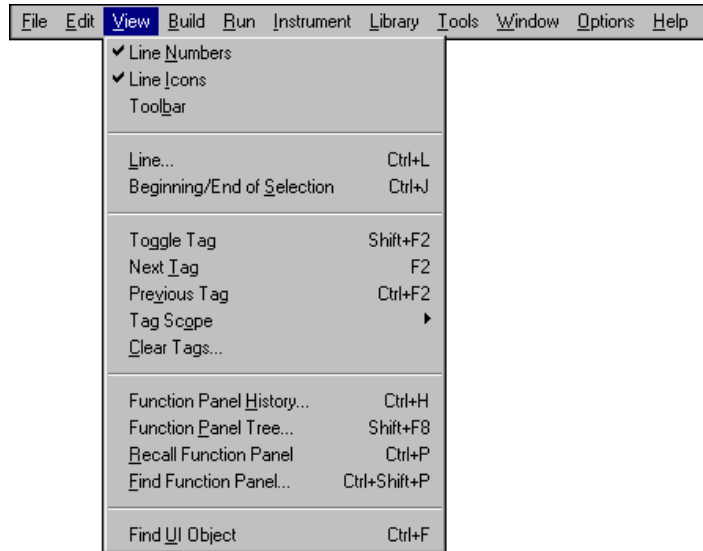 File Edit View Build Run Instrument Library Tools Window Options Help
Line Numbers
Line Icons
Toolbar
Line... Ctrl+L
Beginning/End of Selection Ctrl+J
Toggle Tag Shift+F2
Next Tag F2
Previous Tag Ctrl+F2
Tag Scope
Clear Tags...
Function Panel History... Ctrl+H
Function Panel Tree... Shift+F8
Recall Function Panel Ctrl+P
Find Function Panel... Ctrl+Shift+P
Find UI Object Ctrl+F